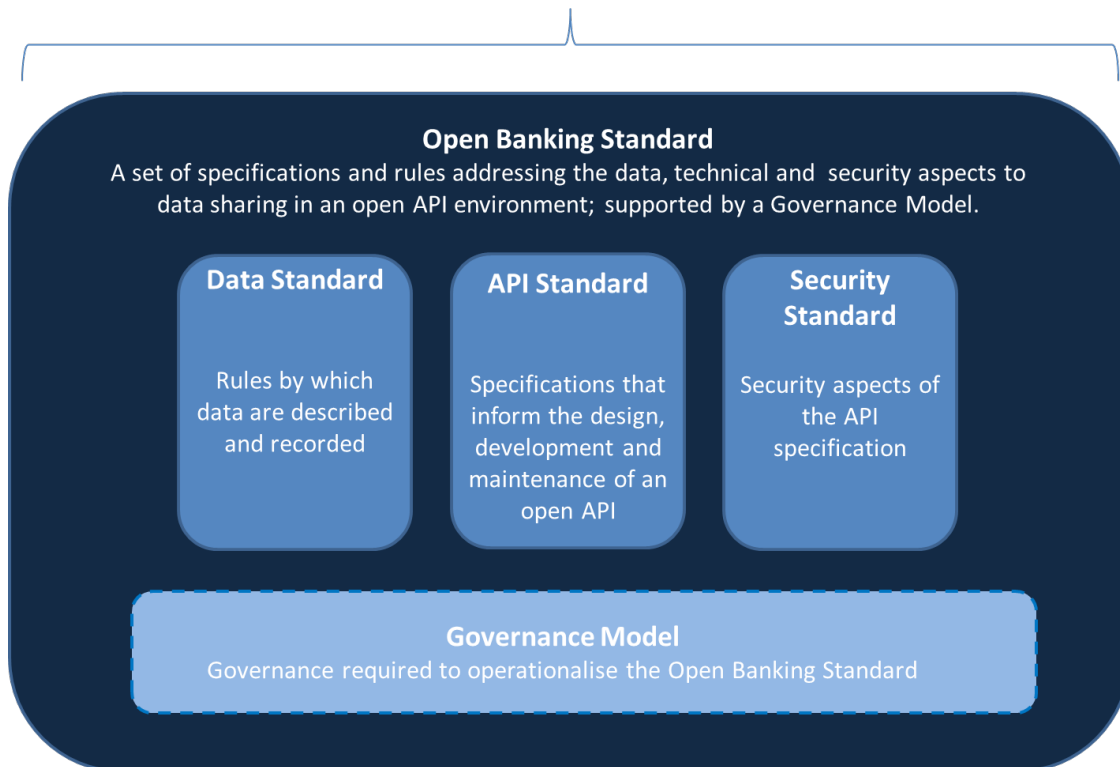 Open Banking Standard
A set of specifications and rules addressing the data, technical and security aspects to
data sharing in an open API environment; supported by a Governance Model.
Data Standard
Rules by which
data are described
and recorded
API Standard
Specifications that
inform the design,
development and
maintenance of an
open API
Security
Standard
Security aspects of
the API
specification
Governance Model
Governance required to operationalise the Open Banking Standard